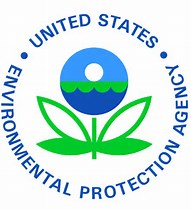 UNITED STATES
• ENVIRONMENTAL PROTECTION AGENCY •